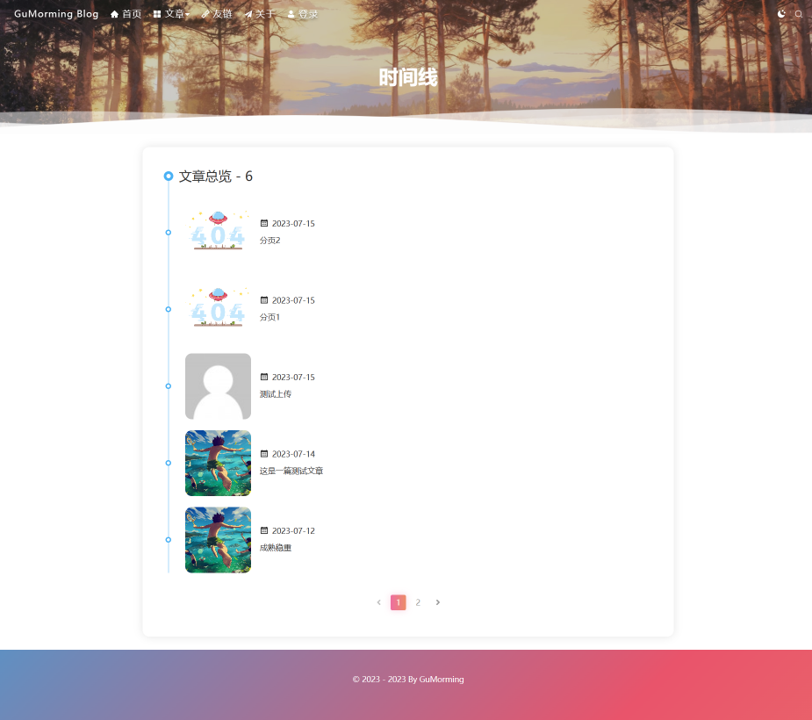 GuMorming Blog 首页 文章 友链 关于 登录
时间线
文章总览 - 6
404
2023-07-15
分页2
404
2023-07-15
分页1
2023-07-15
测试上传
2023-07-14
这是一篇测试文章
2023-07-12
成熟稳重
1 2
© 2023 - 2023 By GuMorming